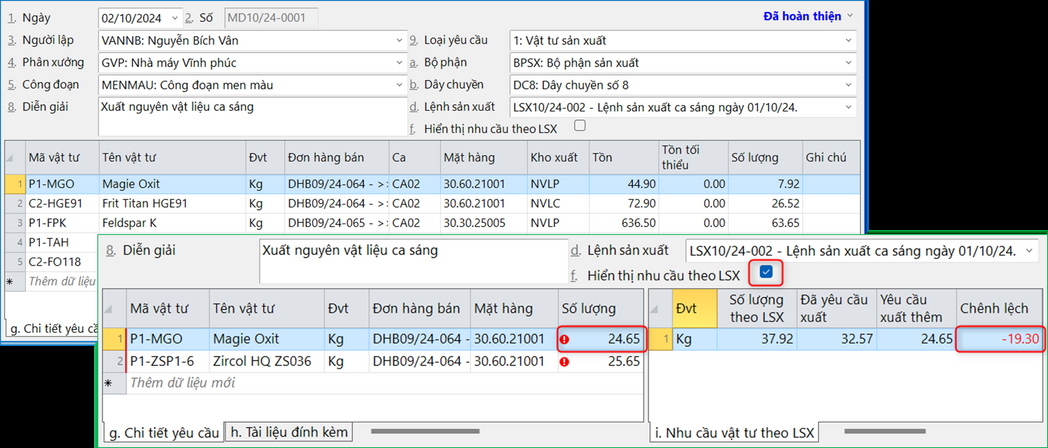 1. Ngày 02/10/2024 2. Số MD10/24-0001 Đã hoàn thiện
3. Người lập VANNB: Nguyễn Bích Vân 9. Loại yêu cầu 1: Vật tư sản xuất
4. Phân xưởng GVP: Nhà máy Vĩnh phúc a. Bộ phận BPSX: Bộ phận sản xuất
5. Công đoạn MENMAU: Công đoạn men màu b. Dây chuyền DC8: Dây chuyền số 8
8. Diễn giải Xuất nguyên vật liệu ca sáng d. Lệnh sản xuất LSX10/24-002 - Lệnh sản xuất ca sáng ngày 01/10/24.
f. Hiển thị nhu cầu theo LSX
Mã vật tư Tên vật tư Đvt Đơn hàng bán Ca Mặt hàng Kho xuất Tồn Tồn tối thiểu Số lượng Ghi chú
1 P1-MGO Magie Oxit Kg DHB09/24-064 - >> CA02 30.60.21001 NVLP 44.90 0.00 7.92
2 C2-HGE91 Frit Titan HGE91 Kg DHB09/24-064 - >> CA02 30.60.21001 NVLC 72.90 0.00 26.52
3 P1-FPK Feldspar K Kg DHB09/24-065 - >> CA02 30.30.25005 NVLP 636.50 0.00 63.65
4 P1-TAH
5 C2-FO118
* Thêm dữ liệu
g. Chi tiết yêu cầ
8. Diễn giải Xuất nguyên vật liệu ca sáng d. Lệnh sản xuất LSX10/24-002 - Lệnh sản xuất ca sáng ngày 01/10/24.
f. Hiển thị nhu cầu theo LSX
Mã vật tư Tên vật tư Đvt Đơn hàng bán Mặt hàng Số lượng
1 P1-MGO Magie Oxit Kg DHB09/24-064 - 30.60.21001 24.65
2 P1-ZSP1-6 Zircol HQ ZS036 Kg DHB09/24-064 - 30.60.21001 25.65
* Thêm dữ liệu mới
g. Chi tiết yêu cầu h. Tài liệu đính kèm
Đvt Số lượng theo LSX Đã yêu cầu xuất Yêu cầu xuất thêm Chênh lệch
1 Kg 37.92 32.57 24.65 -19.30
i. Nhu cầu vật tư theo LSX